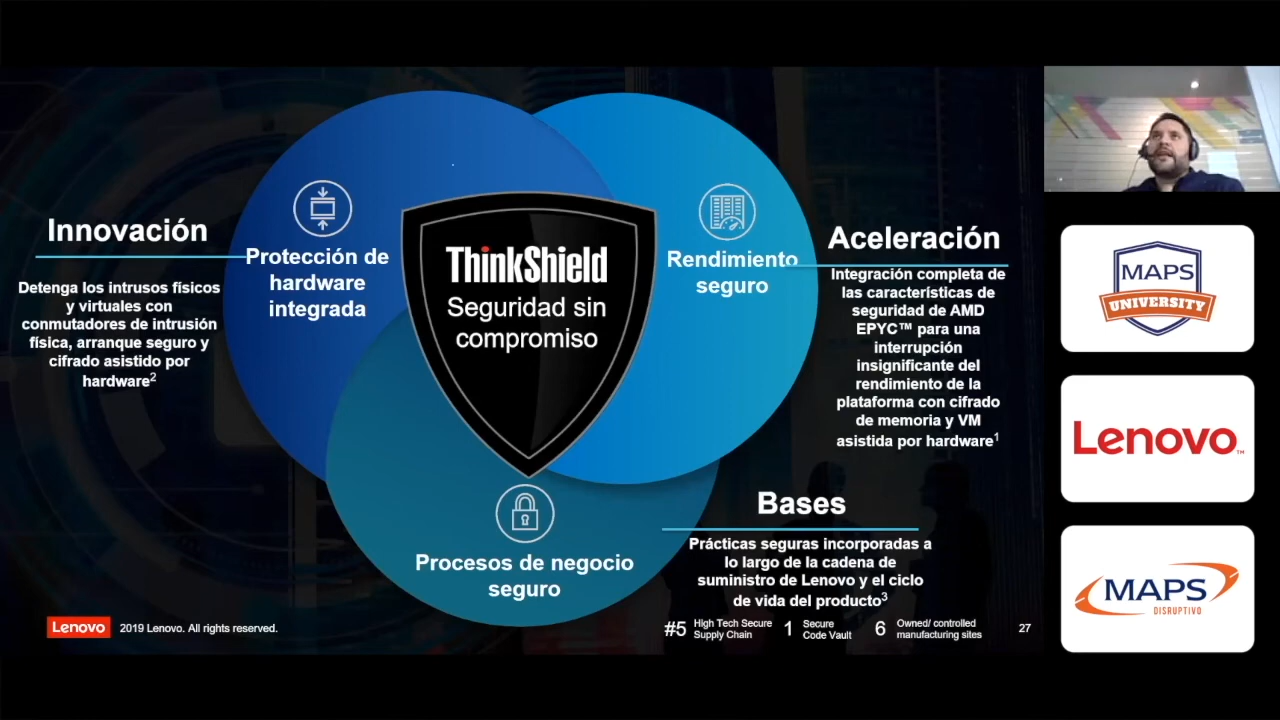 Innovación
Detenga los intrusos físicos
y virtuales con
conmutadores de intrusión
física, arranque seguro y
cifrado asistido por
hardware2
Protección de
hardware
integrada
ThinkShield
Seguridad sin
compromiso
Rendimiento
seguro
Aceleración
Integración completa de
las características de
seguridad de AMD
EPYC™ para una
interrupción
insignificante del
rendimiento de la
plataforma con cifrado
de memoria y VM
asistida por hardware1
Procesos de negocio
seguro
Bases
Prácticas seguras incorporadas a
lo largo de la cadena de
suministro de Lenovo y el ciclo
de vida del producto3
Lenovo 2019 Lenovo. All rights reserved.
#5 High Tech Secure
Supply Chain
1 Secure
Code Vault
6 Owned/ controlled
manufacturing sites
27
MAPS
UNIVERSITY
Lenovo™
MAPS
DISRUPTIVO